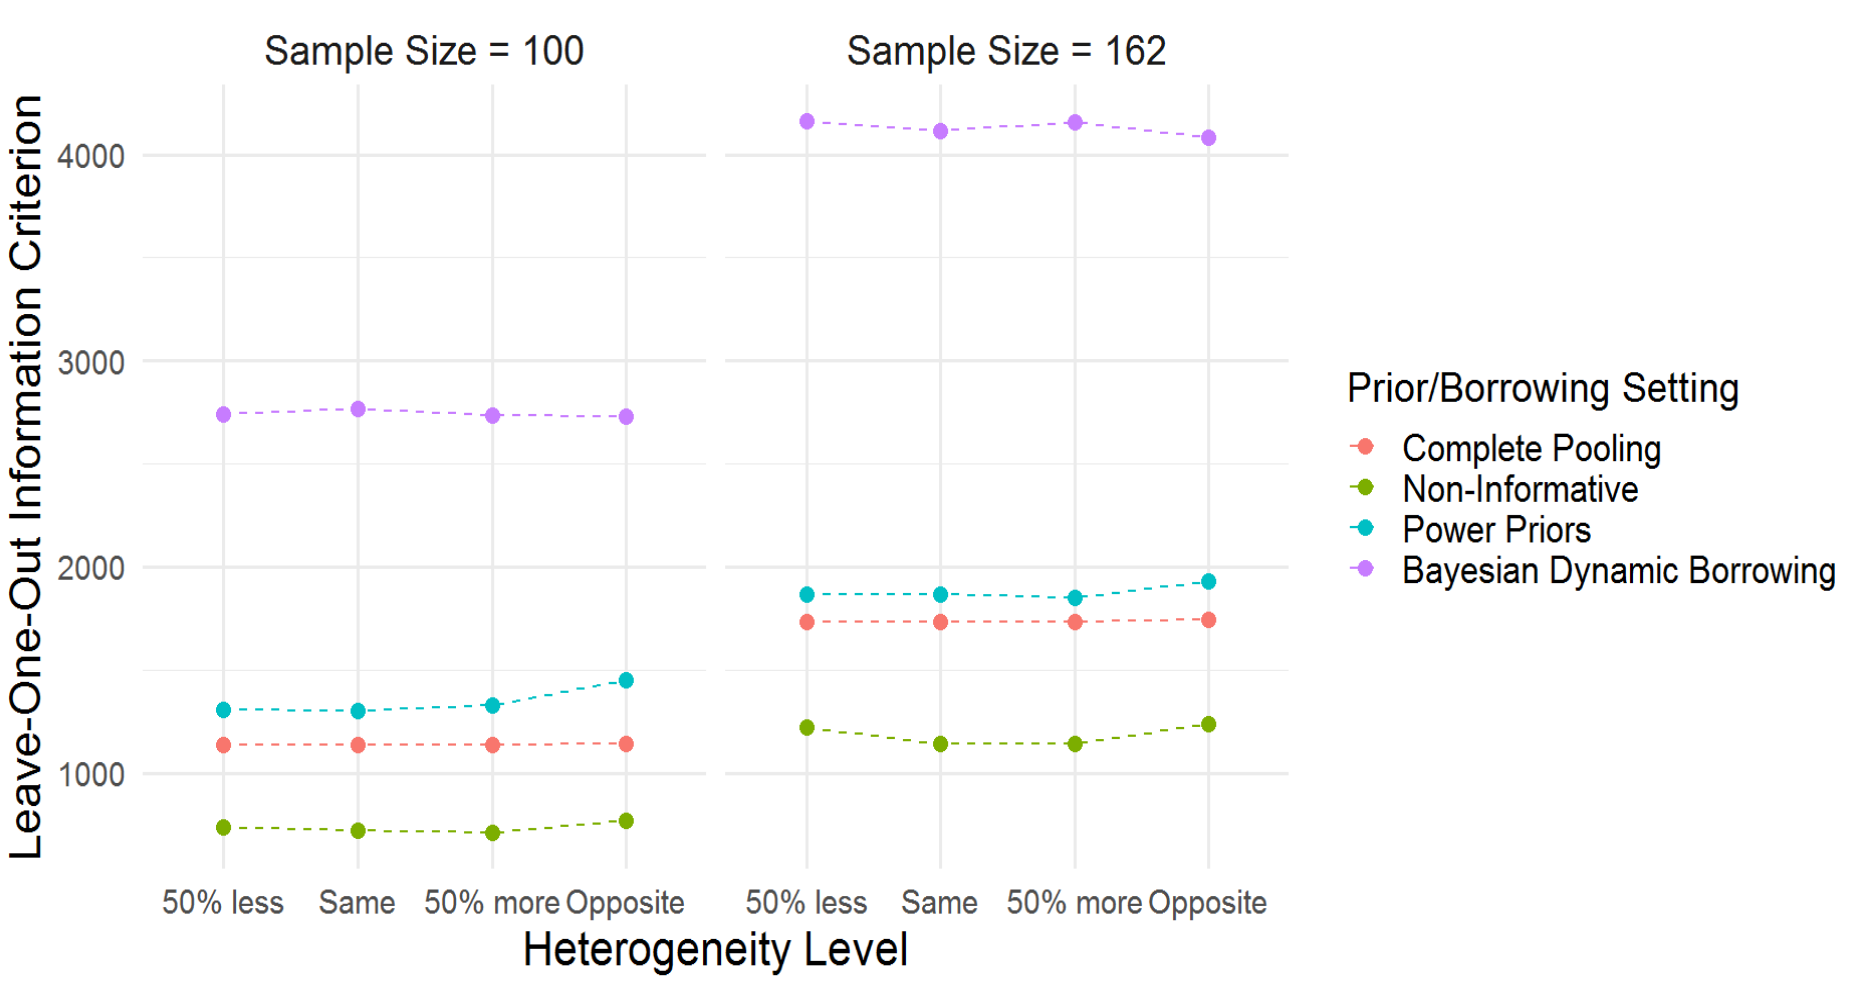 Sample Size = 100
Sample Size = 162
Leave-One-Out Information Criterion
4000
3000
2000
1000
50% less Same 50% more Opposite
50% less Same 50% more Opposite
Heterogeneity Level
Prior/Borrowing Setting
Complete Pooling
Non-Informative
Power Priors
Bayesian Dynamic Borrowing